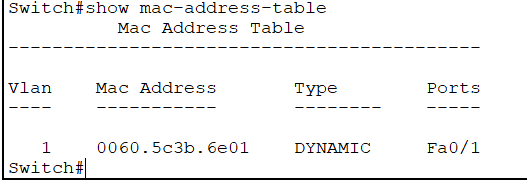 Switch#show mac-address-table
Mac Address Table
-------------------------------------------
Vlan    Mac Address       Type        Ports
----    -----------       --------    -----
1    0060.5c3b.6e01    DYNAMIC     Fa0/1
Switch#